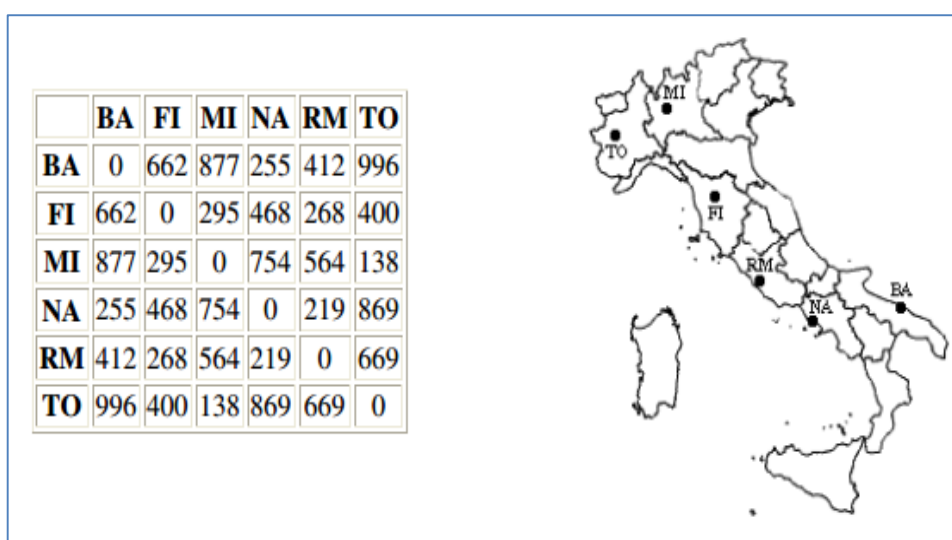 BA FI MI NA RM TO
BA 0 662 877 255 412 996
FI 662 0 295 468 268 400
MI 877 295 0 754 564 138
NA 255 468 754 0 219 869
RM 412 268 564 219 0 669
TO 996 400 138 869 669 0
MI
TO
FI
RM
BA
NA